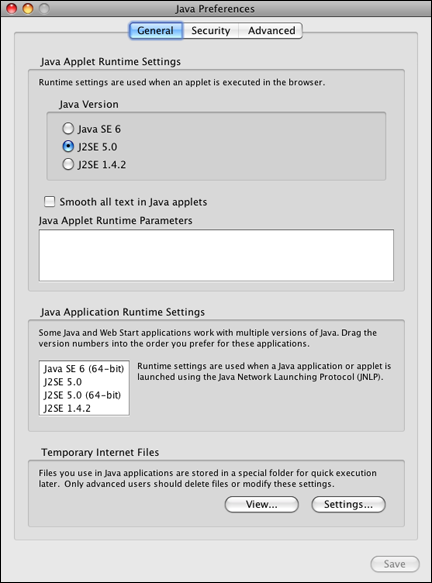 Java Preferences
General Security Advanced
Java Applet Runtime Settings
Runtime settings are used when an applet is executed in the browser.
Java Version
Java SE 6
J2SE 5.0
J2SE 1.4.2
Smooth all text in Java applets
Java Applet Runtime Parameters
Java Application Runtime Settings
Some Java and Web Start applications work with multiple versions of Java. Drag the
version numbers into the order you prefer for these applications.
Java SE 6 (64-bit)
J2SE 5.0
J2SE 5.0 (64-bit)
J2SE 1.4.2
Runtime settings are used when a Java application or applet is
launched using the Java Network Launching Protocol (JNLP).
Temporary Internet Files
Files you use in Java applications are stored in a special folder for quick execution
later. Only advanced users should delete files or modify these settings.
View... Settings...
Save